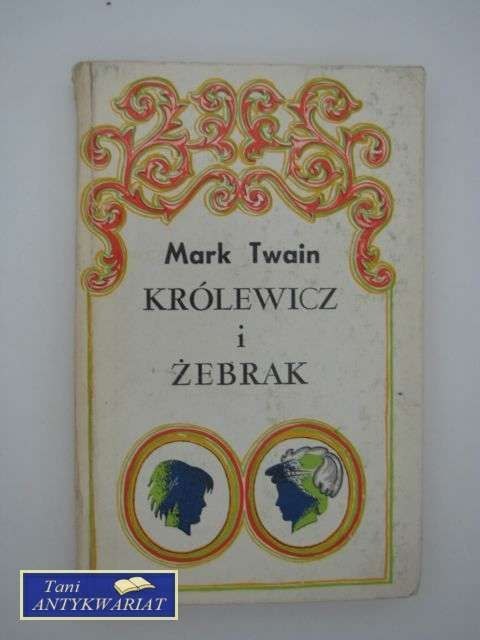 Mark Twain
KRÓLEWICZ
i
ŻEBRAK
Tani
ANTYKWARIAT